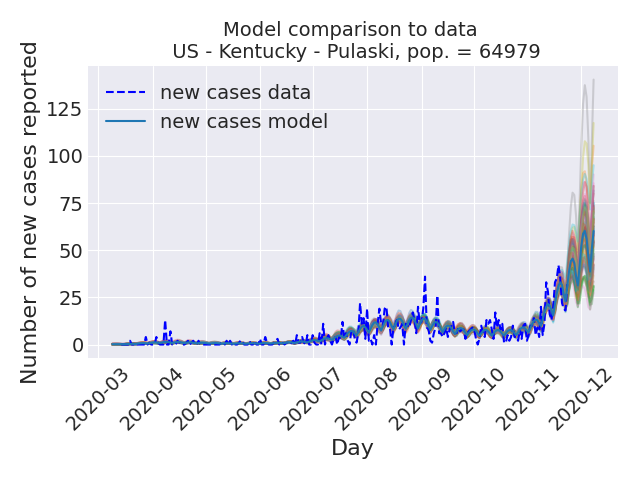 Model comparison to data
US - Kentucky - Pulaski, pop. = 64979
Number of new cases reported
new cases data
new cases model
125
100
75
50
25
0
2020-03
2020-04
2020-05
2020-06
2020-07
2020-08
2020-09
2020-10
2020-11
2020-12
Day